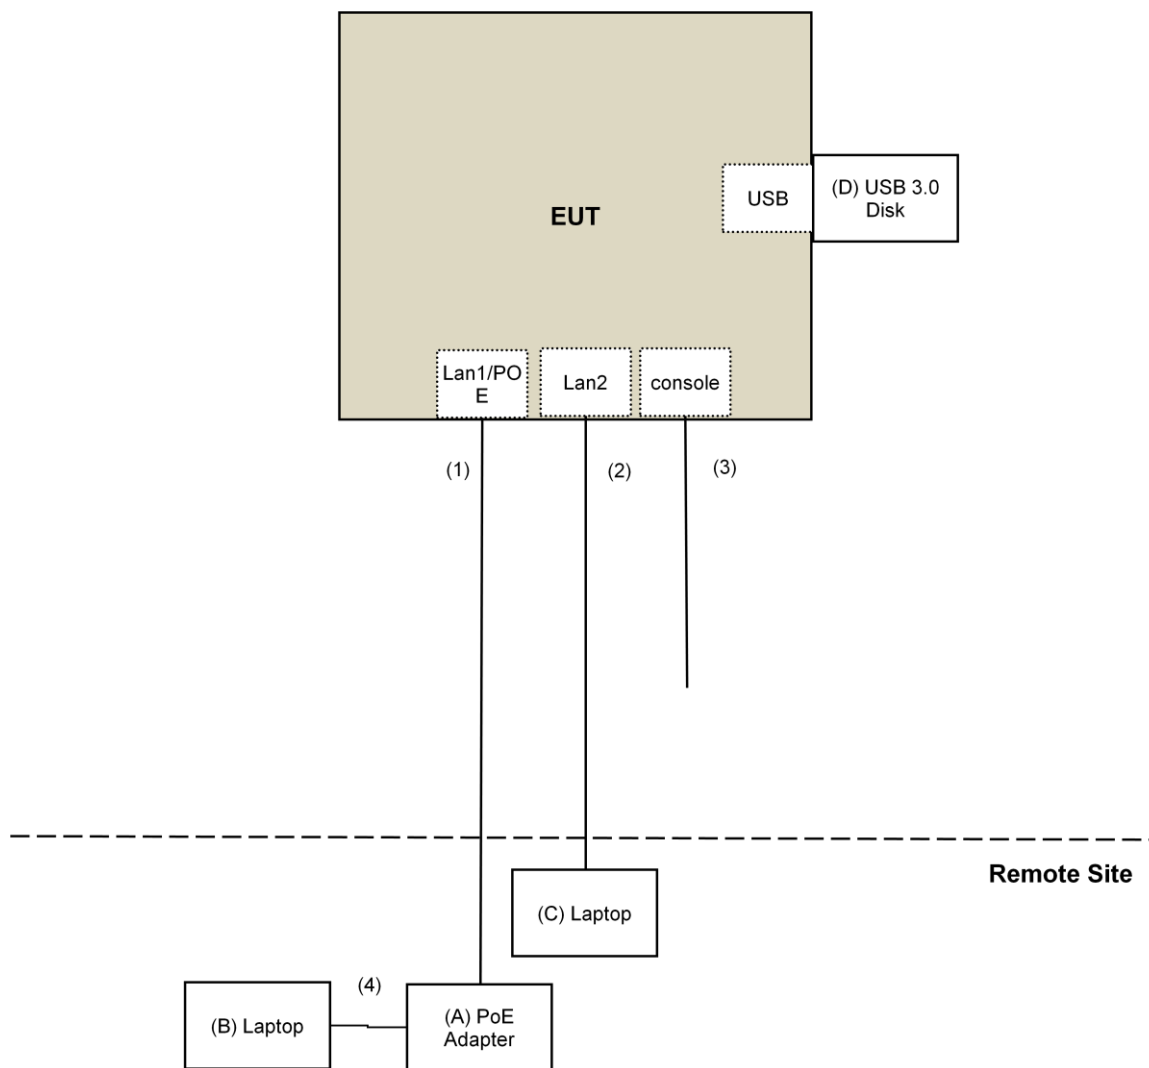 USB
(D) USB 3.0
Disk
EUT
Lan1/PO
E
Lan2
console
(1)
(2)
(3)
Remote Site
(C) Laptop
(4)
(B) Laptop
(A) PoE
Adapter